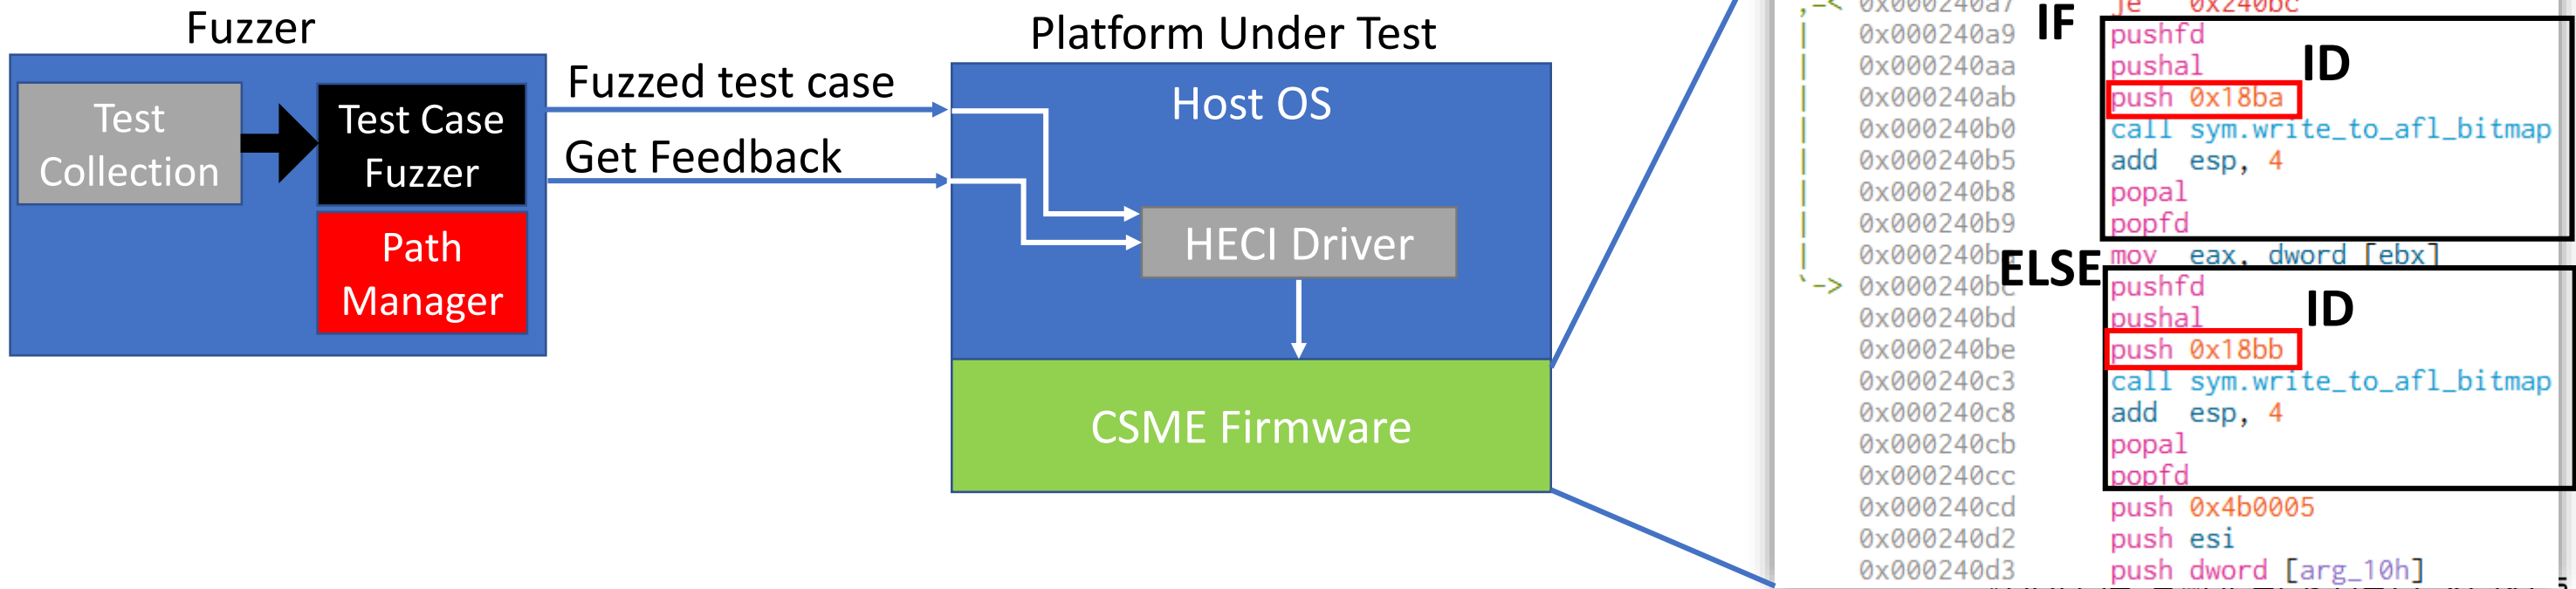 Fuzzer
Test
Collection
Test Case
Fuzzer
Path
Manager
Fuzzed test case
Get Feedback
Platform Under Test
Host OS
HECI Driver
CSME Firmware
,=< 0x000240a7 je 0x240bc
IF
| 0x000240a9 pushfd
| 0x000240aa pushal
ID
| 0x000240ab push 0x18ba
| 0x000240b0 call sym.write_to_afl_bitmap
| 0x000240b5 add esp, 4
| 0x000240b8 popal
| 0x000240b9 popfd
| mov eax, dword [ebx]
ELSE
`-> pushfd
0x000240bd pushal
ID
0x000240be push 0x18bb
0x000240c3 call sym.write_to_afl_bitmap
0x000240c8 add esp, 4
0x000240cb popal
0x000240cc popfd
0x000240cd push 0x4b0005
0x000240d2 push esi
0x000240d3 push dword [arg_10h]